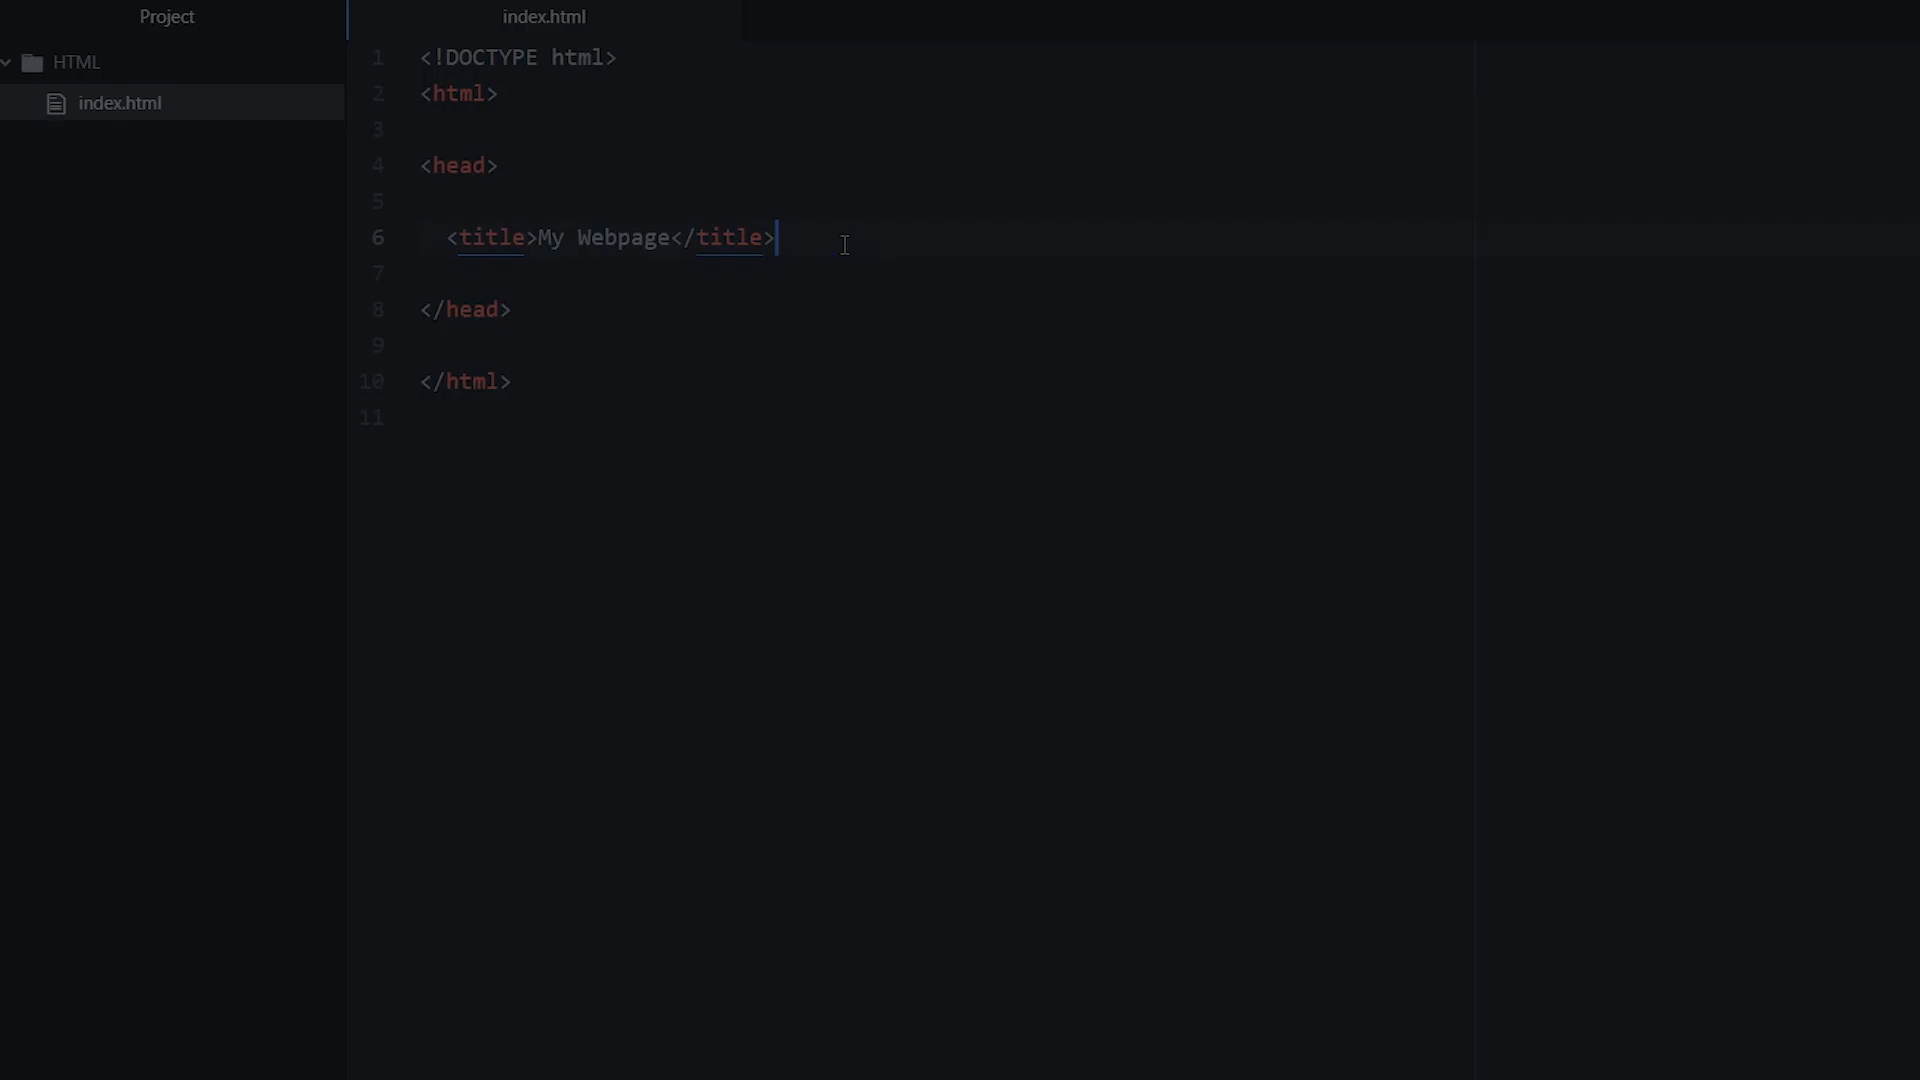 Project
index.html
HTML
index.html
1 <!DOCTYPE html>
2 <html>
3
4 <head>
5
6 <title>My Webpage</title>
7
8 </head>
9
10 </html>
11